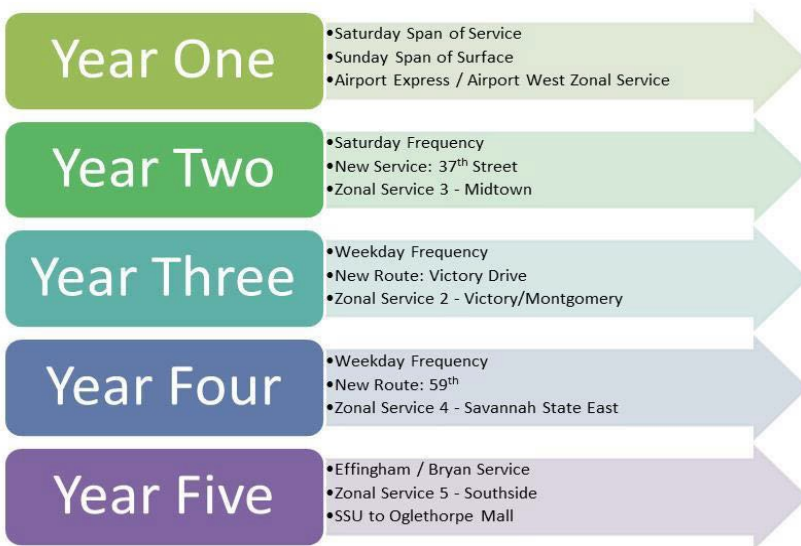 Year One
•Saturday Span of Service
•Sunday Span of Surface
•Airport Express / Airport West Zonal Service
Year Two
•Saturday Frequency
•New Service: 37th Street
•Zonal Service 3 - Midtown
Year Three
•Weekday Frequency
•New Route: Victory Drive
•Zonal Service 2 - Victory/Montgomery
Year Four
•Weekday Frequency
•New Route: 59th
•Zonal Service 4 - Savannah State East
Year Five
•Effingham / Bryan Service
•Zonal Service 5 - Southside
•SSU to Oglethorpe Mall